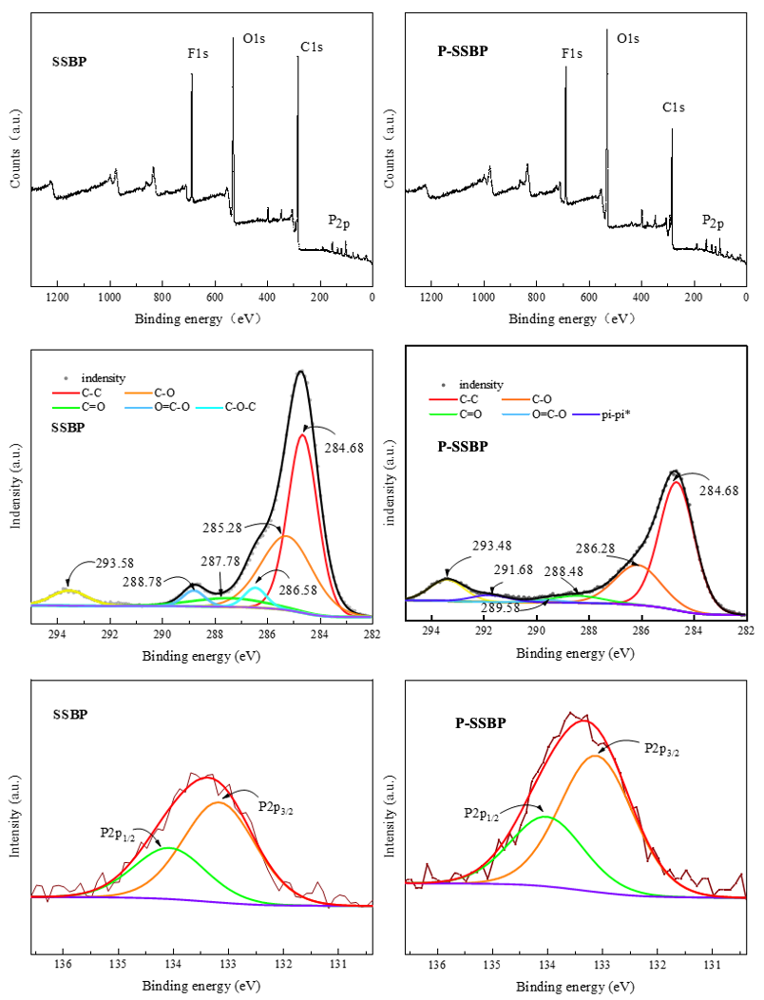 SSBP
F1s
O1s
C1s
P2p
Counts (a.u.)
1200 1000 800 600 400 200 0
Binding energy (eV)
P-SSBP
F1s
O1s
C1s
P2p
Counts (a.u.)
1200 1000 800 600 400 200 0
Binding energy (eV)
indensity
C-C C-O
C=O O=C-O C-O-C
SSBP
284.68
285.28
287.78
288.78
293.58
286.58
Indensity (a.u.)
294 292 290 288 286 284 282
Binding energy (eV)
indensity
C-C C-O
C=O O=C-O pi-pi*
P-SSBP
284.68
286.28
293.48
291.68
288.48
289.58
indensity (a.u.)
294 292 290 288 286 284 282
Binding energy (eV)
SSBP
P2p3/2
P2p1/2
Intensity (a.u.)
136 135 134 133 132 131
Binding energy (eV)
P-SSBP
P2p3/2
P2p1/2
Intensity (a.u.)
136 135 134 133 132 131
Binding energy (eV)